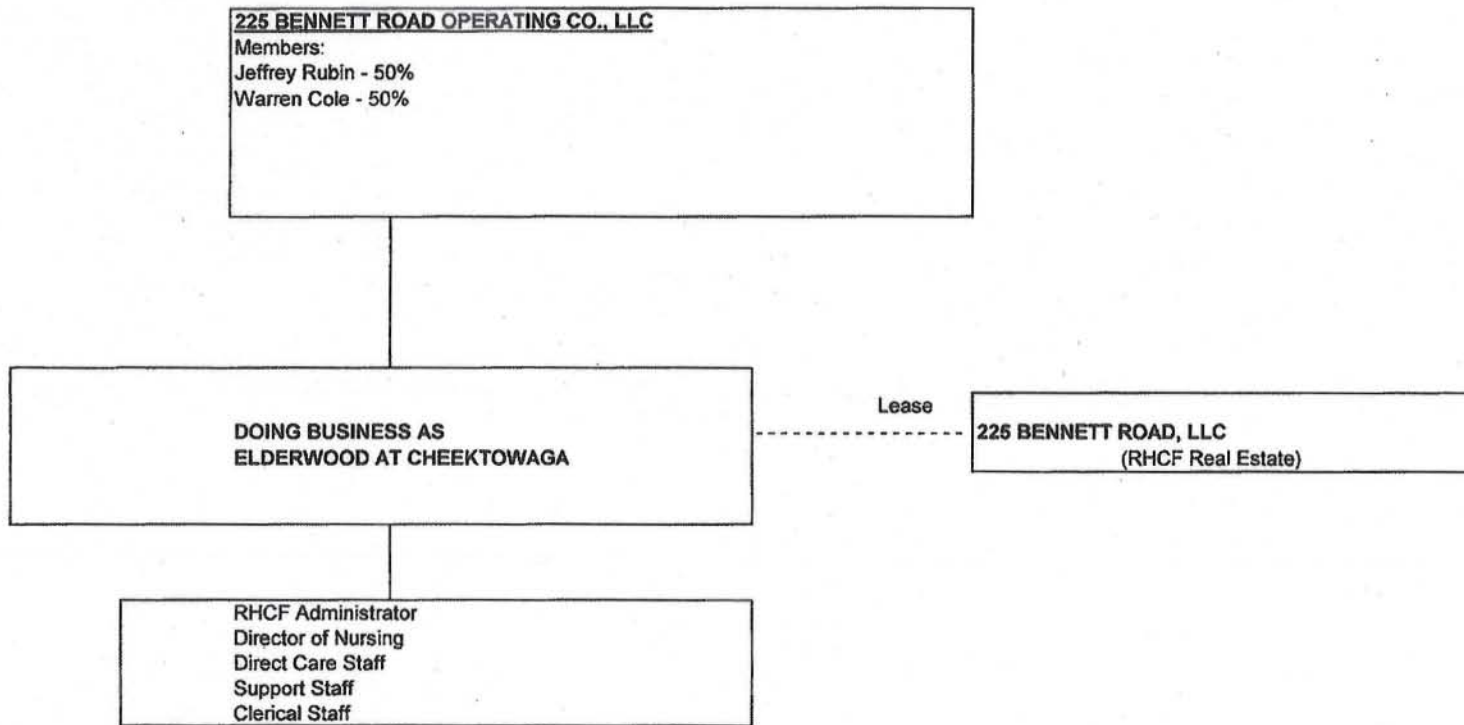 225 BENNETT ROAD OPERATING CO., LLC
Members:
Jeffrey Rubin - 50%
Warren Cole - 50%
DOING BUSINESS AS
ELDERWOOD AT CHEEKTOWAGA
Lease
225 BENNETT ROAD, LLC
(RHCF Real Estate)
RHCF Administrator
Director of Nursing
Direct Care Staff
Support Staff
Clerical Staff